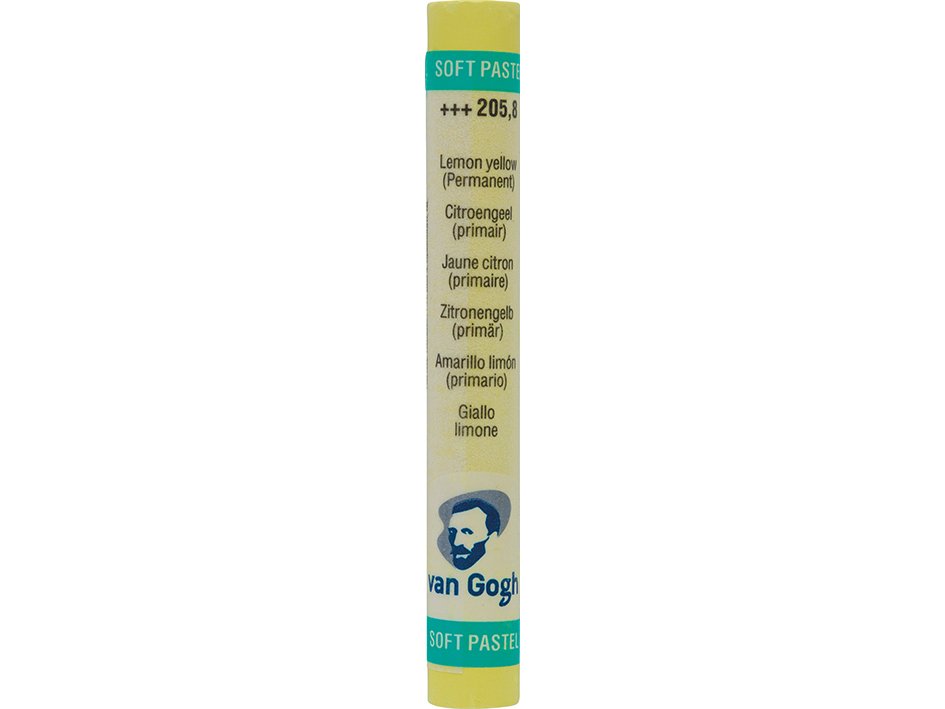 SOFT PASTEL
+++ 205,8
Lemon yellow
(Permanent)
Citroengeel
(primair)
Jaune citron
(primaire)
Zitronengelb
(primär)
Amarillo limón
(primario)
Giallo
limone
van Gogh
SOFT PASTEL